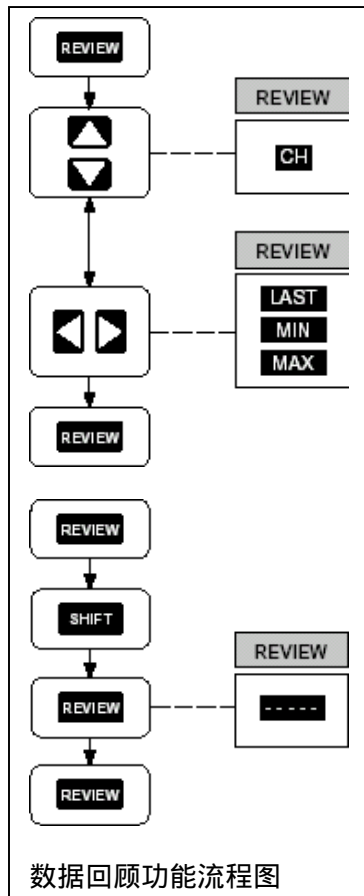 REVIEW
REVIEW
CH
REVIEW
LAST
MIN
MAX
REVIEW
REVIEW
SHIFT
REVIEW
REVIEW
-----
REVIEW
数据回顾功能流程图